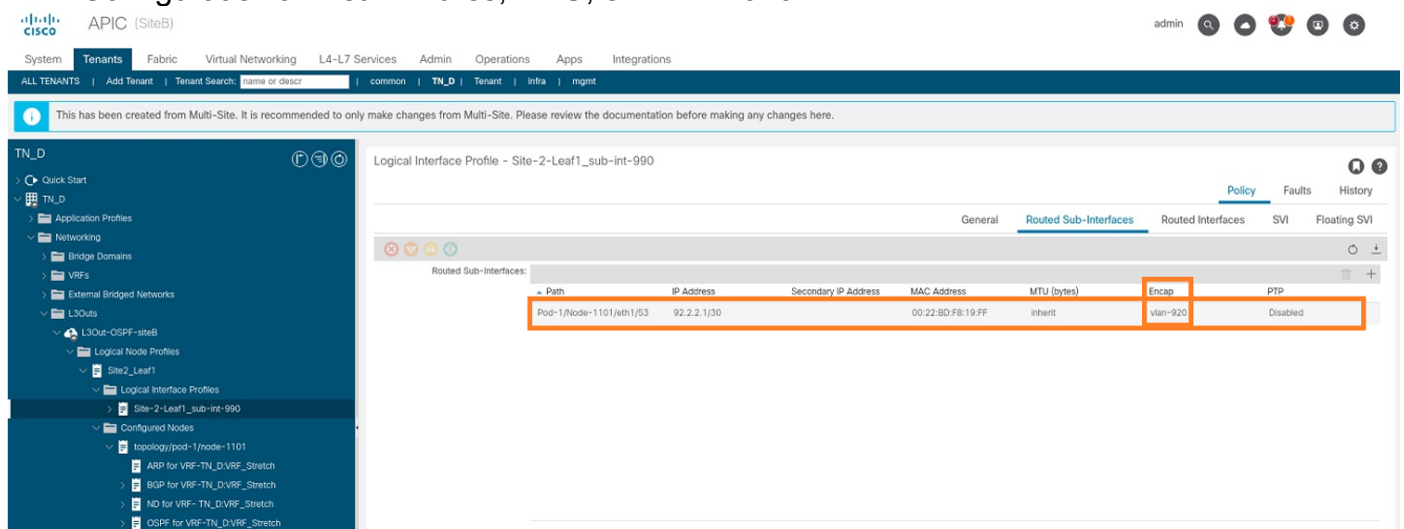 cisco APIC (SiteB) admin
System Tenants Fabric Virtual Networking L4-L7 Services Admin Operations Apps Integrations
ALL TENANTS | Add Tenant | Tenant Search: name or descr | common | TN_D | Tenant | infra | mgmt
This has been created from Multi-Site. It is recommended to only make changes from Multi-Site. Please review the documentation before making any changes here.
TN_D
Quick Start
TN_D
Application Profiles
Networking
Bridge Domains
VRFs
External Bridged Networks
L3Outs
L3Out-OSPF-siteB
Logical Node Profiles
Site2_Leaf1
Logical Interface Profiles
Site-2-Leaf1_sub-int-990
Configured Nodes
topology/pod-1/node-1101
ARP for VRF-TN_D:VRF_Stretch
BGP for VRF-TN_D:VRF_Stretch
ND for VRF- TN_D:VRF_Stretch
OSPF for VRF-TN_D:VRF_Stretch
Logical Interface Profile - Site-2-Leaf1_sub-int-990
Policy Faults History
General Routed Sub-Interfaces Routed Interfaces SVI Floating SVI
Routed Sub-Interfaces:
Path IP Address Secondary IP Address MAC Address MTU (bytes) Encap PTP
Pod-1/Node-1101/eth1/53 92.2.2.1/30 00:22:BD:F8:19:FF inherit vlan-920 Disabled